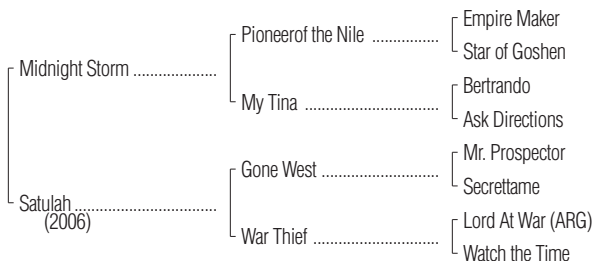 Empire Maker
Pioneerof the Nile ................
Star of Goshen
Midnight Storm ....................
Bertrando
My Tina ................................
Ask Directions
Mr. Prospector
Gone West ............................
Secrettame
Satulah ..................................
(2006)
Lord At War (ARG)
War Thief ..............................
Watch the Time